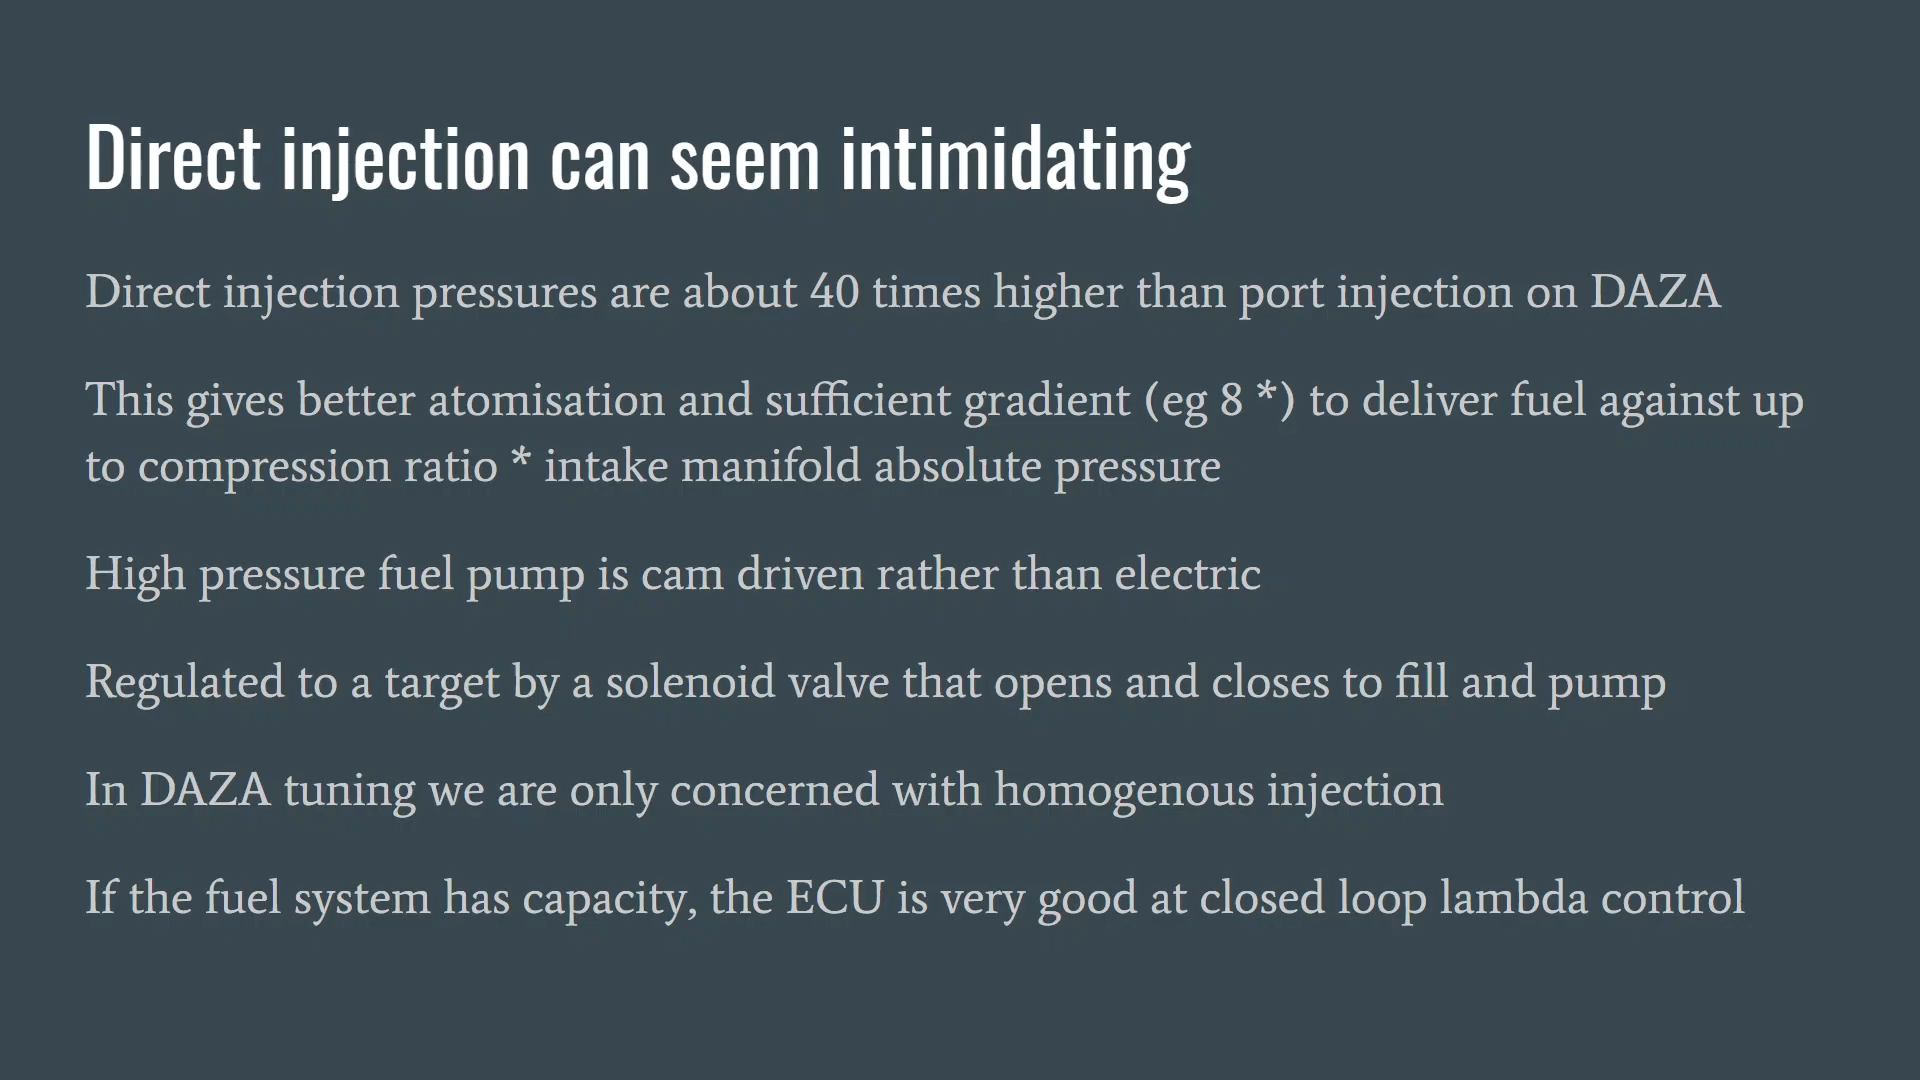 Direct injection can seem intimidating
Direct injection pressures are about 40 times higher than port injection on DAZA
This gives better atomisation and sufficient gradient (eg 8 *) to deliver fuel against up
to compression ratio * intake manifold absolute pressure
High pressure fuel pump is cam driven rather than electric
Regulated to a target by a solenoid valve that opens and closes to fill and pump
In DAZA tuning we are only concerned with homogenous injection
If the fuel system has capacity, the ECU is very good at closed loop lambda control